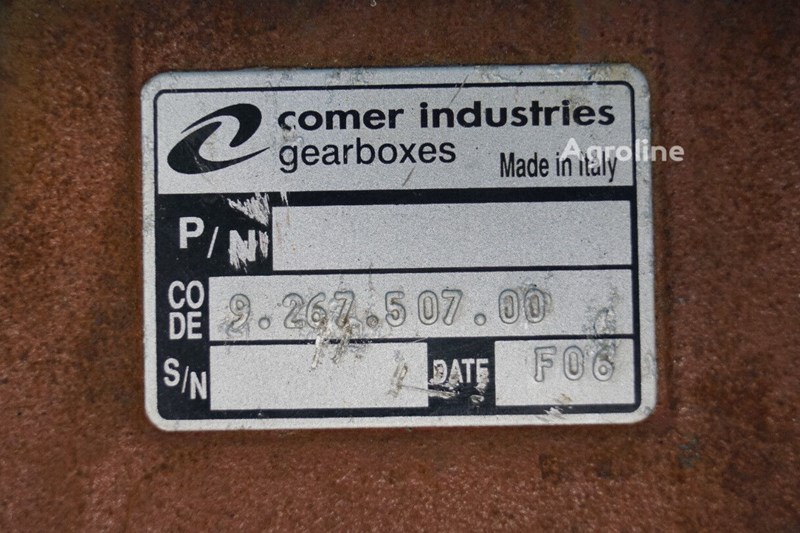 comer industries
gearboxes
Made in italy
Agroline
P/N
CO
DE
9.267.507.00
S/N
DATE
F06